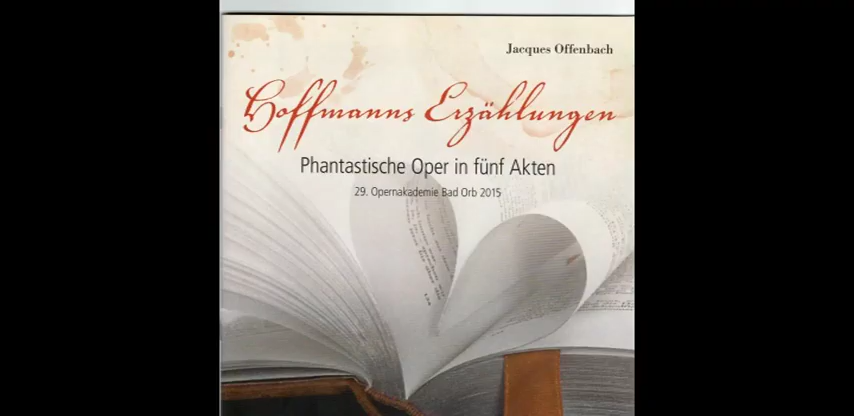 Jacques Offenbach
Hoffmanns Erzählungen
Phantastische Oper in fünf Akten
29. Opernakademie Bad Orb 2015